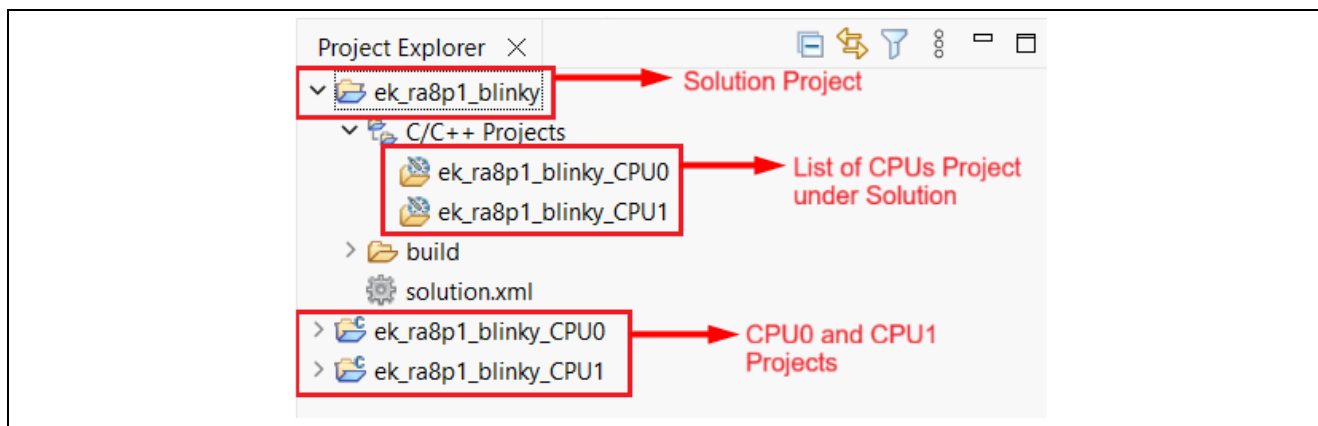 Project Explorer
ek_ra8p1_blinky
Solution Project
C/C++ Projects
ek_ra8p1_blinky_CPU0
ek_ra8p1_blinky_CPU1
List of CPUs Project
under Solution
build
solution.xml
ek_ra8p1_blinky_CPU0
ek_ra8p1_blinky_CPU1
CPU0 and CPU1
Projects